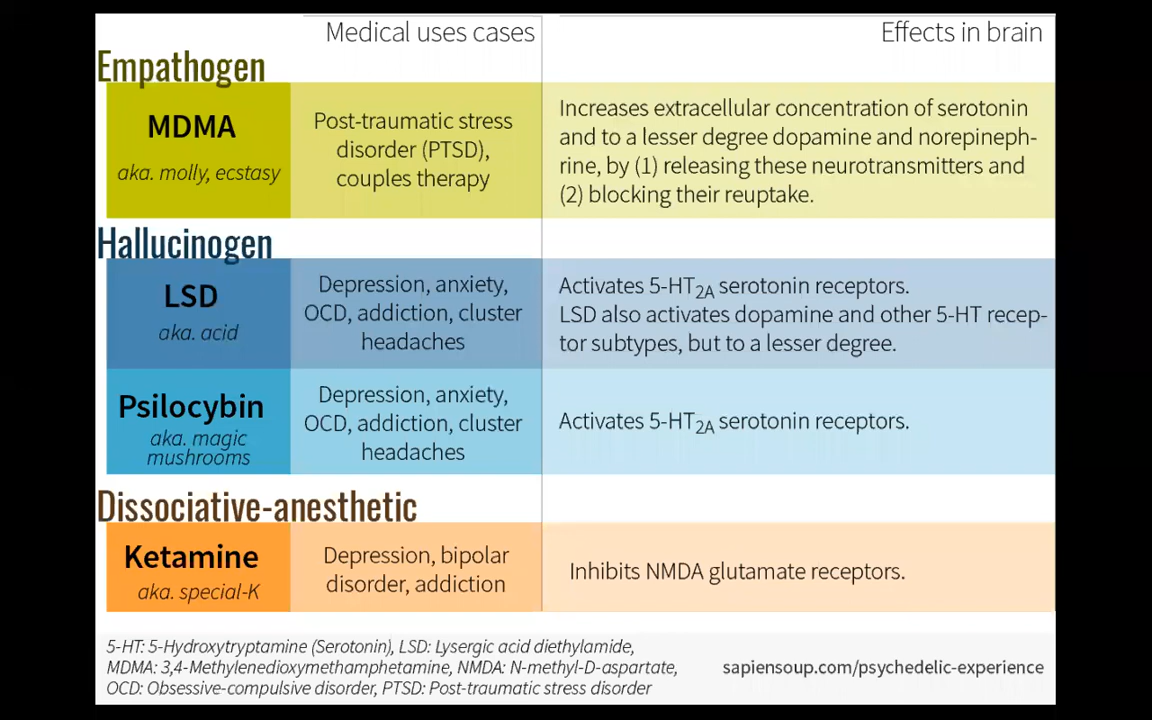 Medical uses cases
Effects in brain
Empathogen
MDMA
aka. molly, ecstasy
Post-traumatic stress
disorder (PTSD),
couples therapy
Increases extracellular concentration of serotonin
and to a lesser degree dopamine and norepineph-
rine, by (1) releasing these neurotransmitters and
(2) blocking their reuptake.
Hallucinogen
LSD
aka. acid
Depression, anxiety,
OCD, addiction, cluster
headaches
Activates 5-HT2A serotonin receptors.
LSD also activates dopamine and other 5-HT recep-
tor subtypes, but to a lesser degree.
Psilocybin
aka. magic
mushrooms
Depression, anxiety,
OCD, addiction, cluster
headaches
Activates 5-HT2A serotonin receptors.
Dissociative-anesthetic
Ketamine
aka. special-K
Depression, bipolar
disorder, addiction
Inhibits NMDA glutamate receptors.
5-HT: 5-Hydroxytryptamine (Serotonin), LSD: Lysergic acid diethylamide,
MDMA: 3,4-Methylenedioxymethamphetamine, NMDA: N-methyl-D-aspartate,
OCD: Obsessive-compulsive disorder, PTSD: Post-traumatic stress disorder
sapiensoup.com/psychedelic-experience